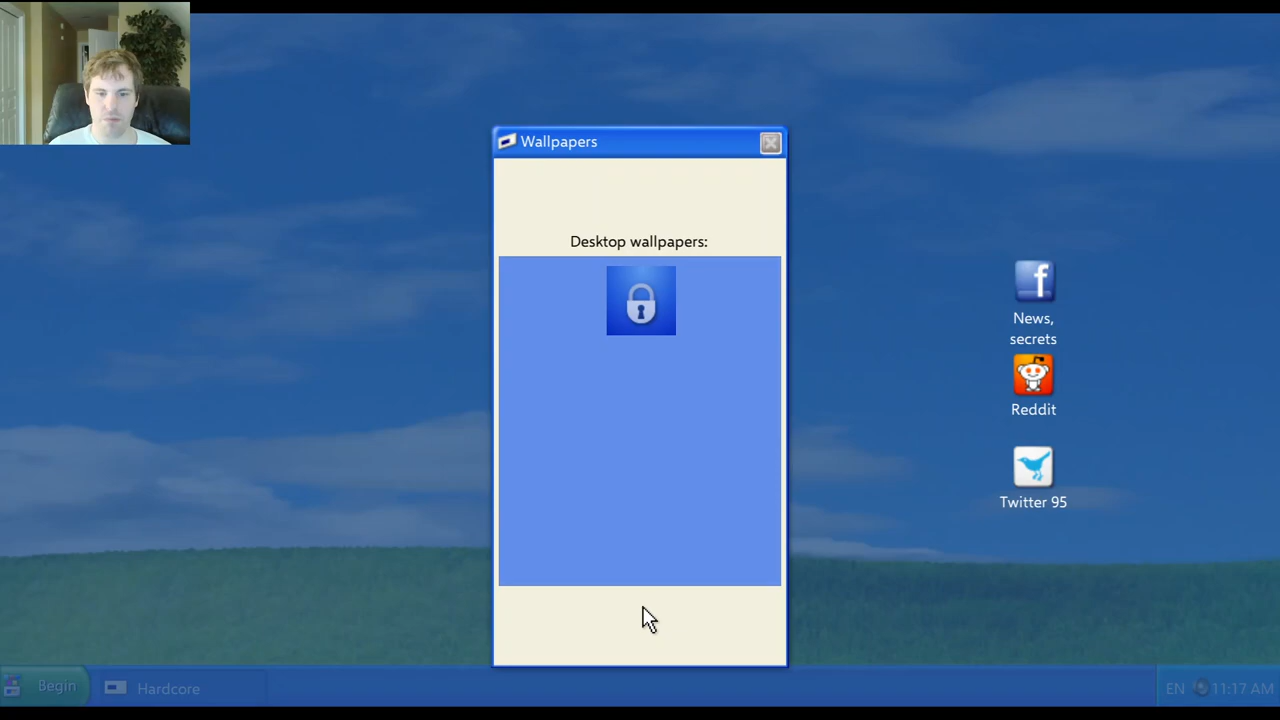 Wallpapers
Desktop wallpapers:
f
News,
secrets
Reddit
Twitter 95
Begin
Hardcore
EN
11:17 AM